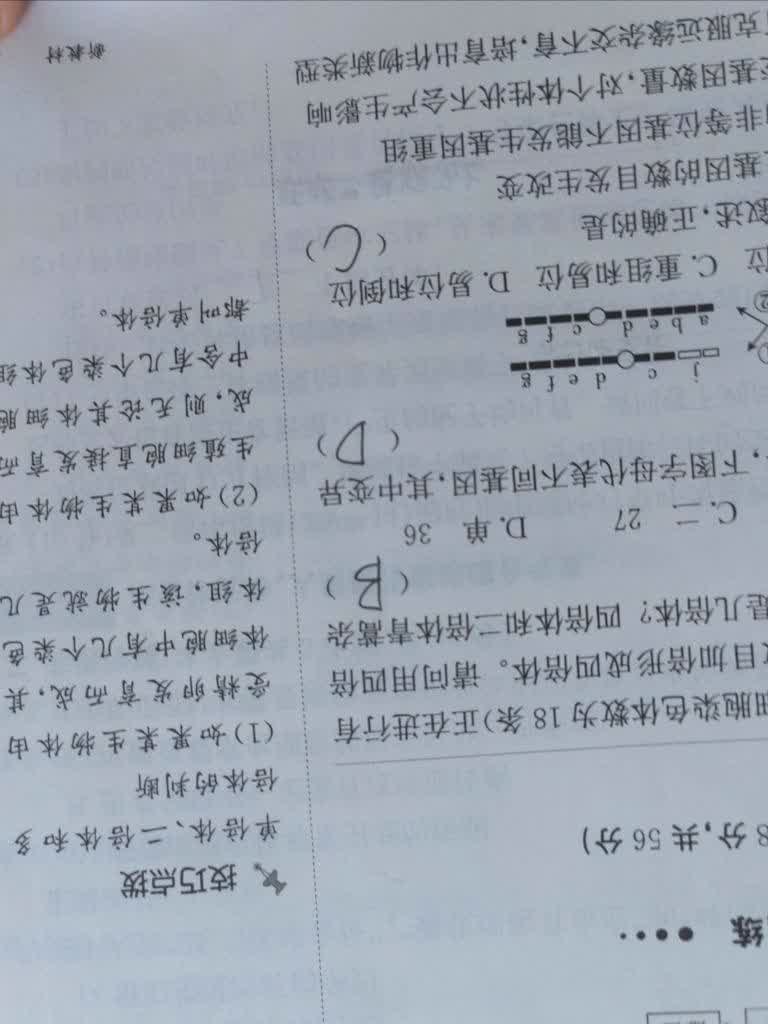 练 ●●••
8 分,共 56 分)
细胞染色体数为 18 条)正在进行有
目加倍形成四倍体。请问用四倍
是几倍体? 四倍体和二倍体青蒿杂
( B )
C. 二 27 D. 单 36
,下图字母代表不同基因,其中变异
( D )
① j c d e f g
② a b e d c f g
位 C. 重组和易位 D. 易位和倒位
叙述,正确的是
( C )
基因的数目发生改变
非等位基因不能发生基因重组
基因数量,对个体性状不会产生影响
克服远缘杂交不育,培育出作物新类型
技巧点拨
单倍体、二倍体和多
倍体的判断
(1)如果某生物体由
受精卵发育而成,其
体细胞中有几个染色
体组,该生物就是几
倍体。
(2)如果某生物体由
生殖细胞直接发育而
成,则无论其体细胞
中含有几个染色体组
都叫单倍体。
新教材